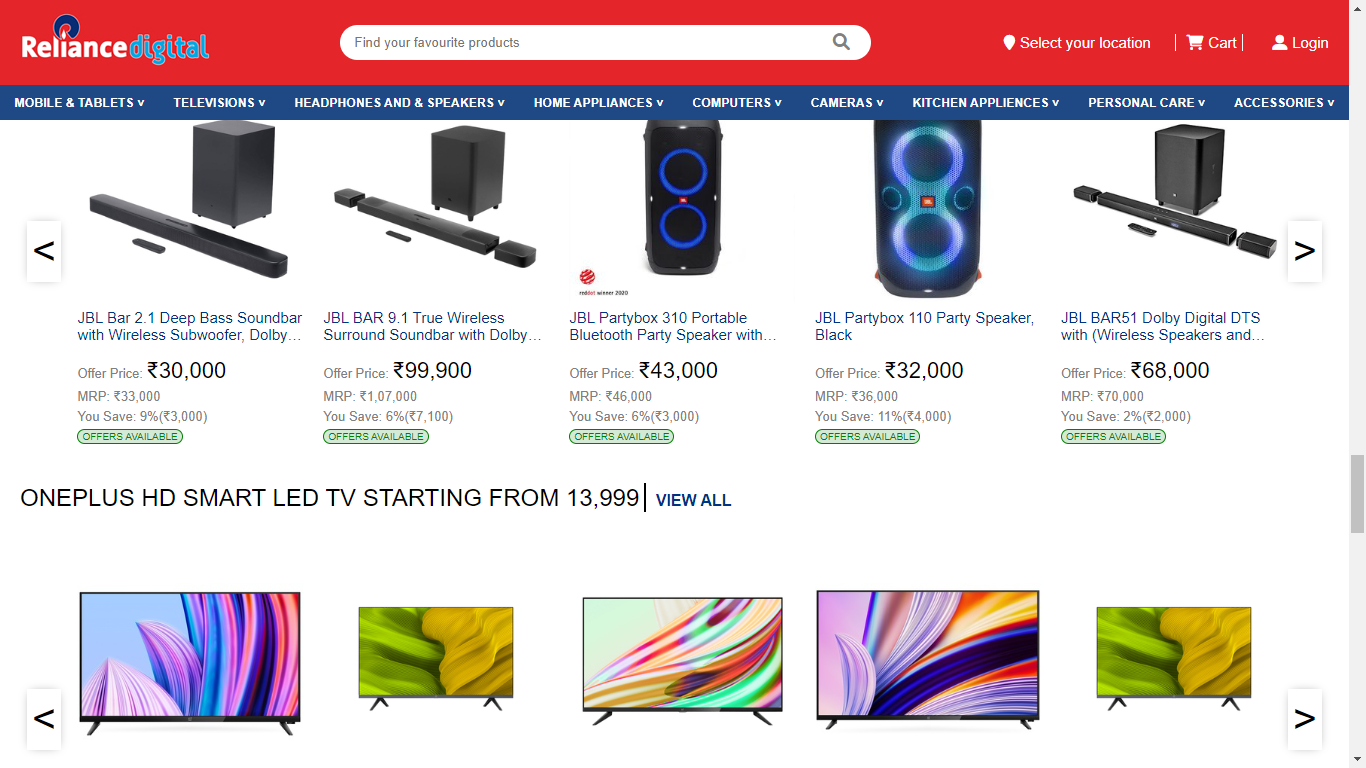 Reliance digital
Find your favourite products
Select your location
Cart
Login
MOBILE & TABLETS v TELEVISIONS v HEADPHONES AND & SPEAKERS v HOME APPLIANCES v COMPUTERS v CAMERAS v KITCHEN APPLIENCES v PERSONAL CARE v ACCESSORIES v
JBL
JBL
reddot winner 2020
<
>
JBL Bar 2.1 Deep Bass Soundbar
with Wireless Subwoofer, Dolby...
Offer Price: ₹30,000
MRP: ₹33,000
You Save: 9%(₹3,000)
OFFERS AVAILABLE
JBL BAR 9.1 True Wireless
Surround Soundbar with Dolby...
Offer Price: ₹99,900
MRP: ₹1,07,000
You Save: 6%(₹7,100)
OFFERS AVAILABLE
JBL Partybox 310 Portable
Bluetooth Party Speaker with...
Offer Price: ₹43,000
MRP: ₹46,000
You Save: 6%(₹3,000)
OFFERS AVAILABLE
JBL Partybox 110 Party Speaker,
Black
Offer Price: ₹32,000
MRP: ₹36,000
You Save: 11%(₹4,000)
OFFERS AVAILABLE
JBL BAR51 Dolby Digital DTS
with (Wireless Speakers and...
Offer Price: ₹68,000
MRP: ₹70,000
You Save: 2%(₹2,000)
OFFERS AVAILABLE
ONEPLUS HD SMART LED TV STARTING FROM 13,999 VIEW ALL
<
>